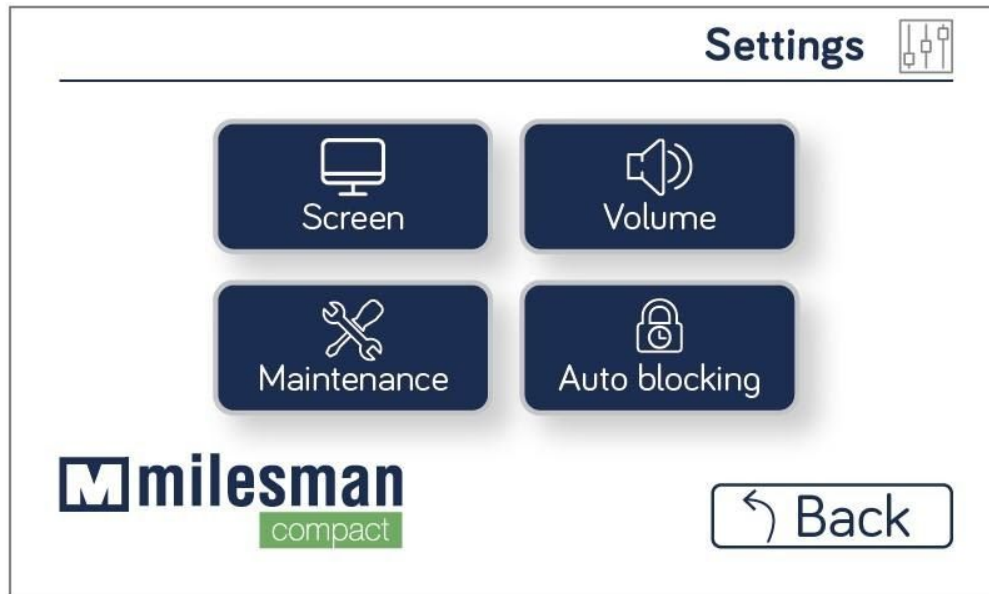 Settings
Screen
Volume
Maintenance
Auto blocking
M milesman
compact
Back